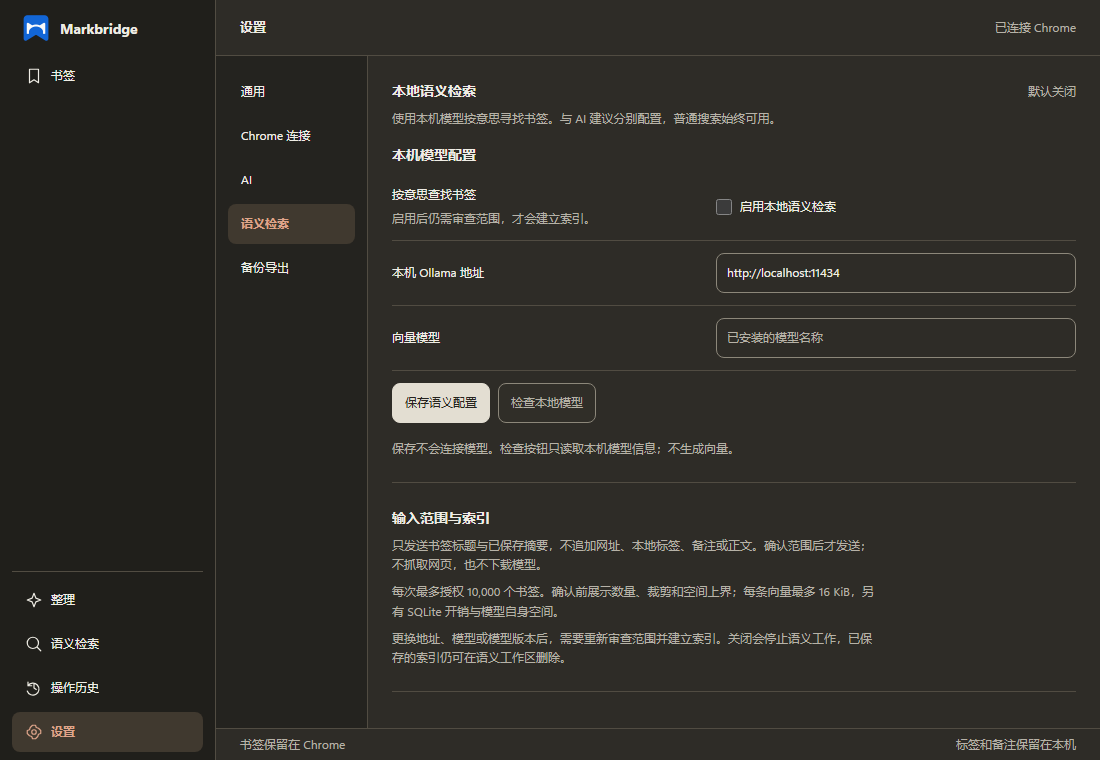 Markbridge
书签
整理
语义检索
操作历史
设置
设置
已连接 Chrome
通用
Chrome 连接
AI
语义检索
备份导出
本地语义检索
默认关闭
使用本机模型按意思寻找书签。与 AI 建议分别配置，普通搜索始终可用。
本机模型配置
按意思查找书签
启用后仍需审查范围，才会建立索引。
启用本地语义检索
本机 Ollama 地址
http://localhost:11434
向量模型
已安装的模型名称
保存语义配置
检查本地模型
保存不会连接模型。检查按钮只读取本机模型信息；不生成向量。
输入范围与索引
只发送书签标题与已保存摘要，不追加网址、本地标签、备注或正文。确认范围后才发送；
不抓取网页，也不下载模型。
每次最多授权 10,000 个书签。确认前展示数量、裁剪和空间上界；每条向量最多 16 KiB，另
有 SQLite 开销与模型自身空间。
更换地址、模型或模型版本后，需要重新审查范围并建立索引。关闭会停止语义工作，已保
存的索引仍可在语义工作区删除。
书签保留在 Chrome
标签和备注保留在本机